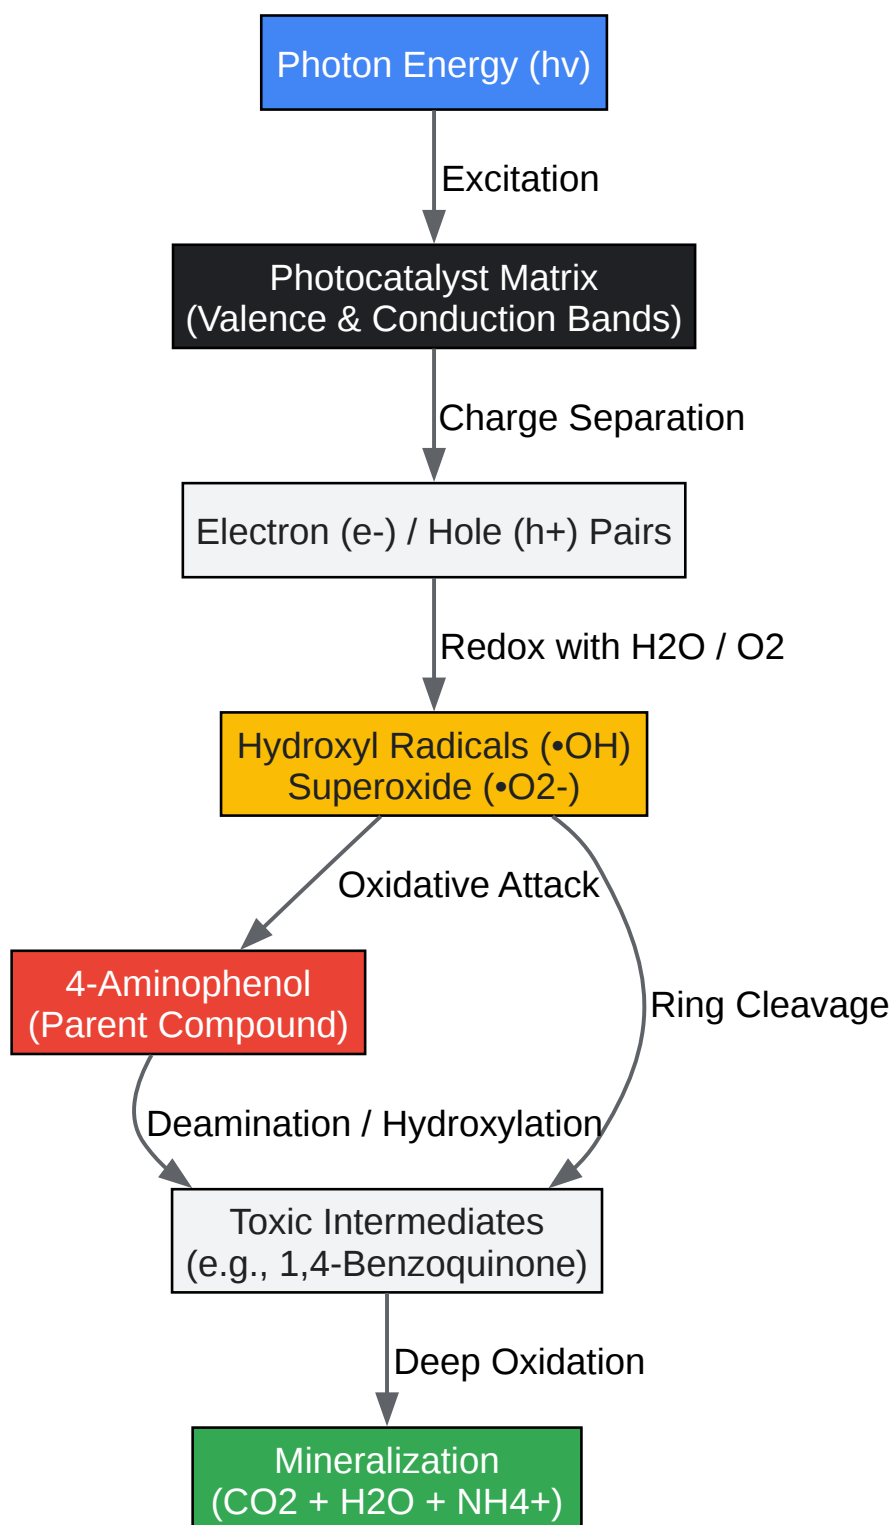 Photon Energy (hv)
Excitation
Photocatalyst Matrix
(Valence & Conduction Bands)
Charge Separation
Electron (e-) / Hole (h+) Pairs
Redox with H2O / O2
Hydroxyl Radicals (•OH)
Superoxide (•O2-)
Oxidative Attack
4-Aminophenol
(Parent Compound)
Ring Cleavage
Deamination / Hydroxylation
Toxic Intermediates
(e.g., 1,4-Benzoquinone)
Deep Oxidation
Mineralization
(CO2 + H2O + NH4+)